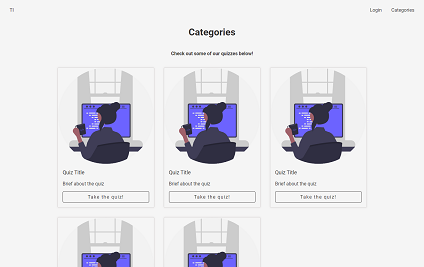 Ti
Login Categories
Categories
Check out some of our quizzes below!
Quiz Title Quiz Title Quiz Title
Brief about the quiz Brief about the quiz Brief about the quiz
Take the quiz! Take the quiz! Take the quiz!